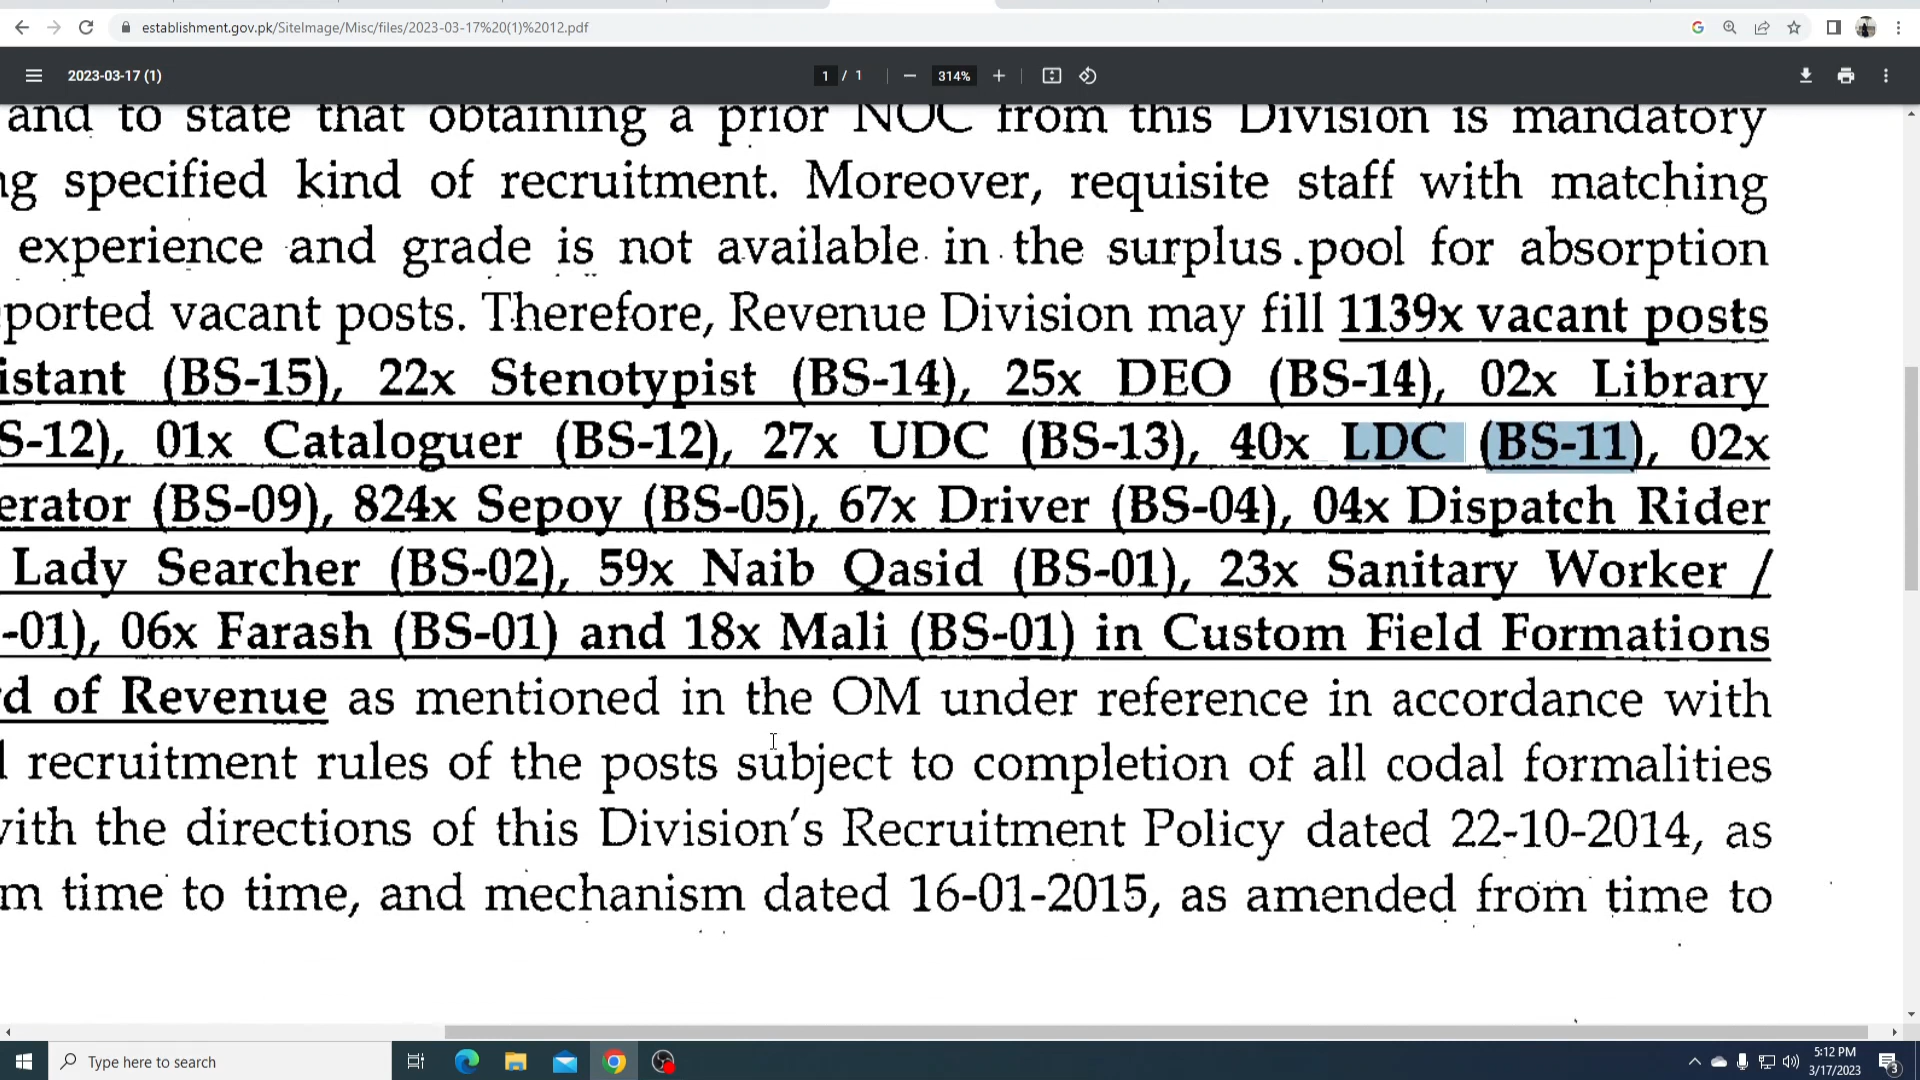 establishment.gov.pk/SiteImage/Misc/files/2023-03-17%20(1)%2012.pdf
2023-03-17 (1)
1 / 1
314%
and to state that obtaining a prior NOC from this Division is mandatory
ng specified kind of recruitment. Moreover, requisite staff with matching
experience and grade is not available in the surplus pool for absorption
ported vacant posts. Therefore, Revenue Division may fill 1139x vacant posts
istant (BS-15), 22x Stenotypist (BS-14), 25x DEO (BS-14), 02x Library
S-12), 01x Cataloguer (BS-12), 27x UDC (BS-13), 40x LDC (BS-11), 02x
erator (BS-09), 824x Sepoy (BS-05), 67x Driver (BS-04), 04x Dispatch Rider
Lady Searcher (BS-02), 59x Naib Qasid (BS-01), 23x Sanitary Worker /
-01), 06x Farash (BS-01) and 18x Mali (BS-01) in Custom Field Formations
d of Revenue as mentioned in the OM under reference in accordance with
l recruitment rules of the posts subject to completion of all codal formalities
vith the directions of this Division's Recruitment Policy dated 22-10-2014, as
m time to time, and mechanism dated 16-01-2015, as amended from time to
Type here to search
5:12 PM
3/17/2023
3